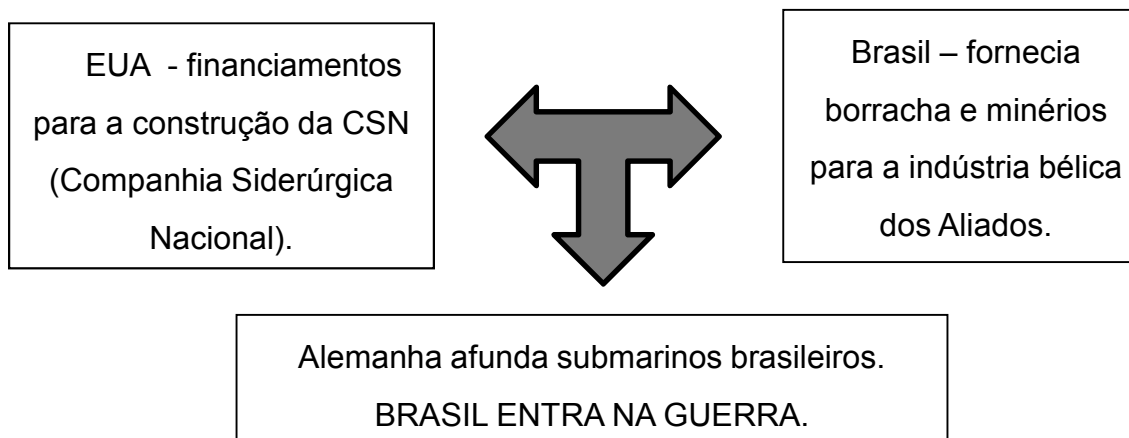 EUA - financiamentos
para a construção da CSN
(Companhia Siderúrgica
Nacional).
Brasil – fornecia
borracha e minérios
para a indústria bélica
dos Aliados.
Alemanha afunda submarinos brasileiros.
BRASIL ENTRA NA GUERRA.